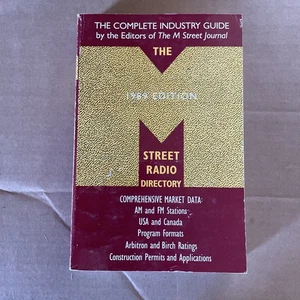 THE COMPLETE INDUSTRY GUIDE
by the Editors of The M Street Journal
THE
1989 EDITION
M
STREET
RADIO
DIRECTORY
COMPREHENSIVE MARKET DATA:
AM and FM Stations
USA and Canada
Program Formats
Arbitron and Birch Ratings
Construction Permits and Applications